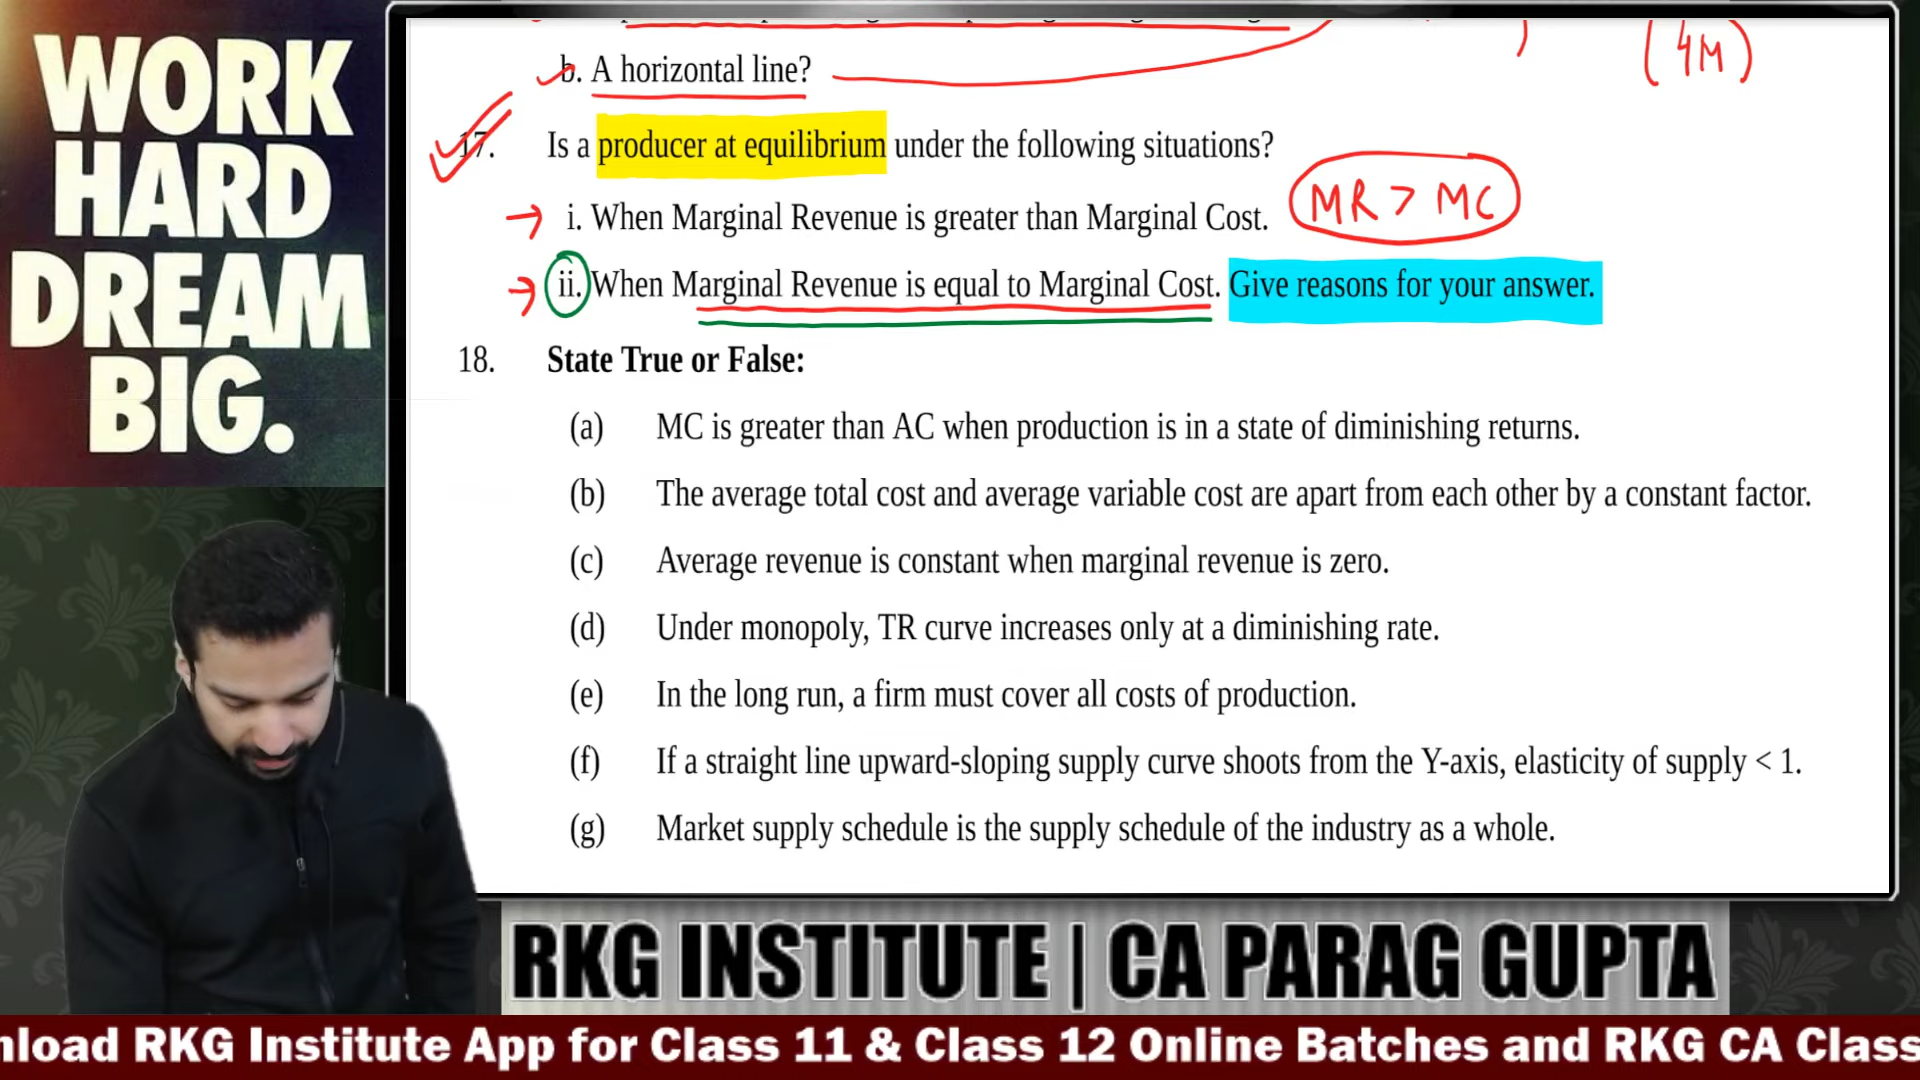 WORK
HARD
DREAM
BIG.
(4M)
b. A horizontal line?
17. Is a producer at equilibrium under the following situations?
i. When Marginal Revenue is greater than Marginal Cost. MR > MC
ii. When Marginal Revenue is equal to Marginal Cost. Give reasons for your answer.
18. State True or False:
(a) MC is greater than AC when production is in a state of diminishing returns.
(b) The average total cost and average variable cost are apart from each other by a constant factor.
(c) Average revenue is constant when marginal revenue is zero.
(d) Under monopoly, TR curve increases only at a diminishing rate.
(e) In the long run, a firm must cover all costs of production.
(f) If a straight line upward-sloping supply curve shoots from the Y-axis, elasticity of supply < 1.
(g) Market supply schedule is the supply schedule of the industry as a whole.
RKG INSTITUTE | CA PARAG GUPTA
nload RKG Institute App for Class 11 & Class 12 Online Batches and RKG CA Class